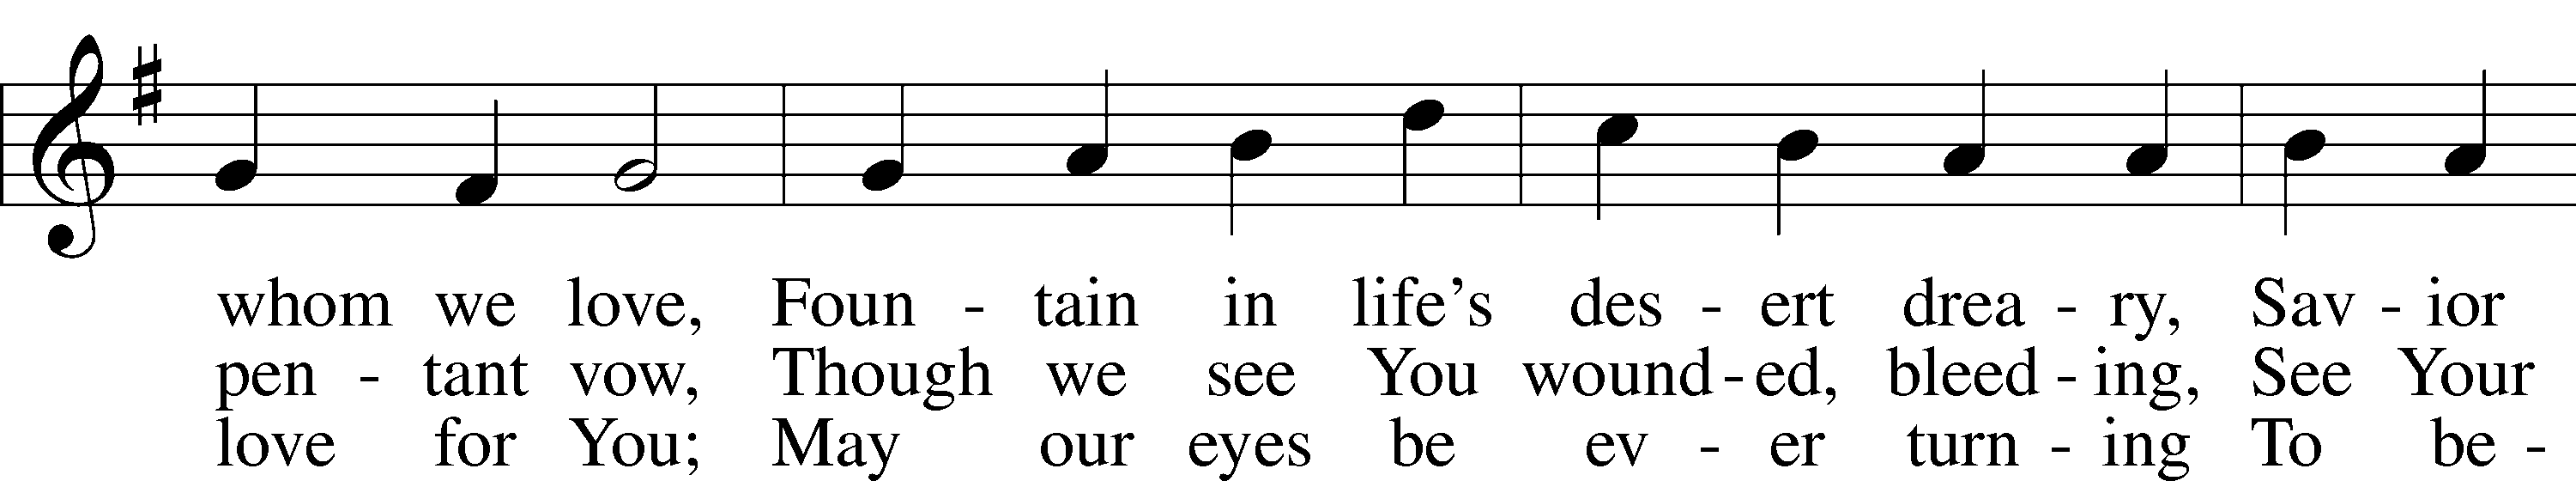 whom we love, Foun - tain in life’s des - ert drea - ry, Sav - ior
pen - tant vow, Though we see You wound - ed, bleed - ing, See Your
love for You; May our eyes be ev - er turn - ing To be -